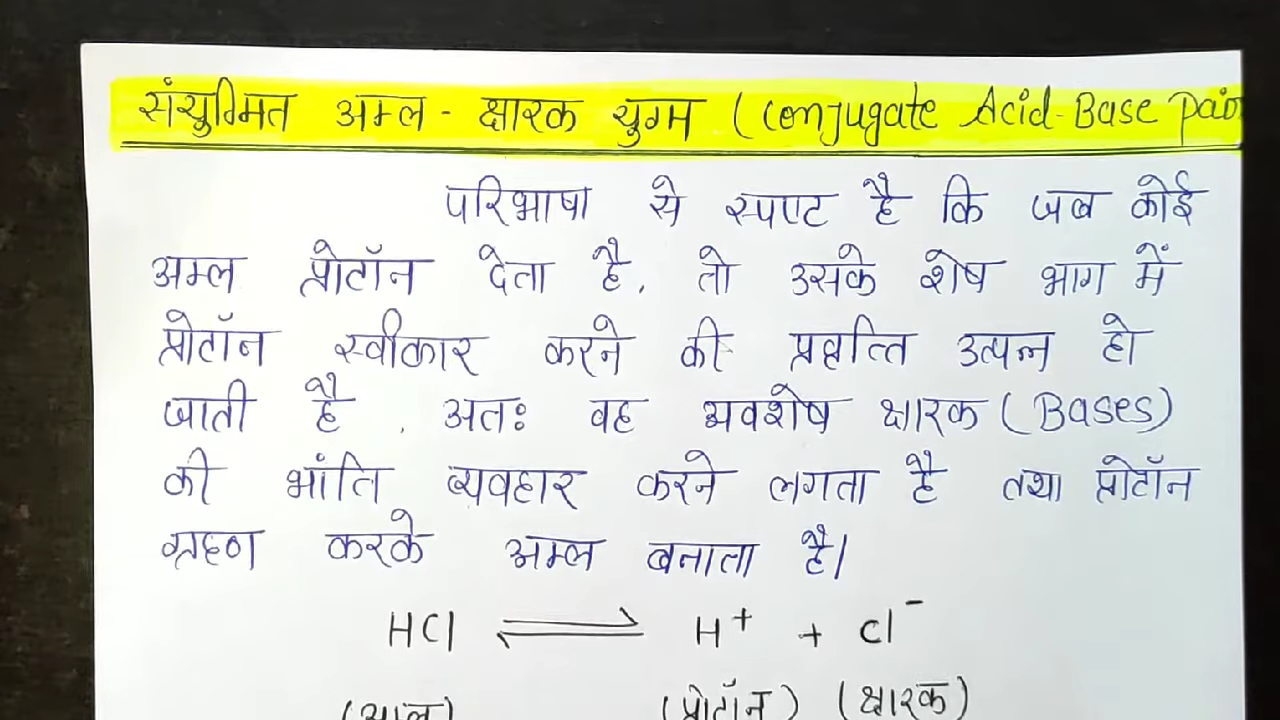 संयुग्मित अम्ल - क्षारक युग्म (Conjugate Acid-Base pair
परिभाषा से स्पष्ट है कि जब कोई
अम्ल प्रोटॉन देता है, तो उसके शेष भाग में
प्रोटॉन स्वीकार करने की प्रवृत्ति उत्पन्न हो
जाती है . अतः वह अवशेष क्षारक (Bases)
की भांति व्यवहार करने लगता है तथा प्रोटॉन
ग्रहण करके अम्ल बनाता है।
HCl ⇌ H⁺ + Cl⁻
(अम्ल) (प्रोटॉन) (क्षारक)